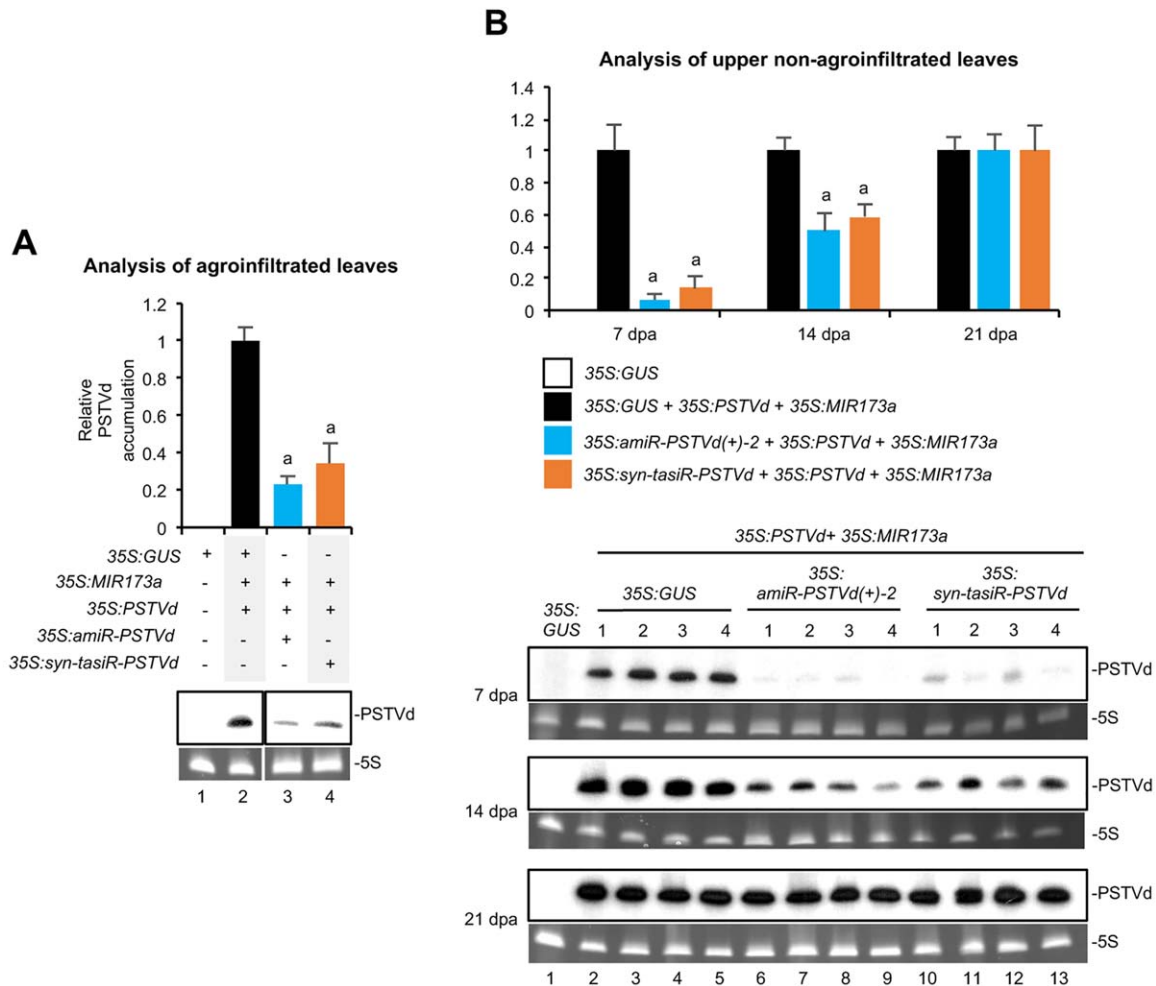 A
Analysis of agroinfiltrated leaves
Relative
PSTVd
accumulation
1.2
1
0.8
0.6
0.4
0.2
0
a
a
35S:GUS + + - -
35S:MIR173a - + + +
35S:PSTVd - + + +
35S:amiR-PSTVd - - + -
35S:syn-tasiR-PSTVd - - - +
-PSTVd
-5S
1 2 3 4
B
Analysis of upper non-agroinfiltrated leaves
1.4
1.2
1
0.8
0.6
0.4
0.2
0
a a
a a
7 dpa 14 dpa 21 dpa
35S:GUS
35S:GUS + 35S:PSTVd + 35S:MIR173a
35S:amiR-PSTVd(+)-2 + 35S:PSTVd + 35S:MIR173a
35S:syn-tasiR-PSTVd + 35S:PSTVd + 35S:MIR173a
35S:PSTVd+ 35S:MIR173a
35S:
GUS
35S:GUS
35S:
amiR-PSTVd(+)-2
35S:
syn-tasiR-PSTVd
1 2 3 4 1 2 3 4 1 2 3 4
-PSTVd
7 dpa
-5S
-PSTVd
14 dpa
-5S
-PSTVd
21 dpa
-5S
1 2 3 4 5 6 7 8 9 10 11 12 13